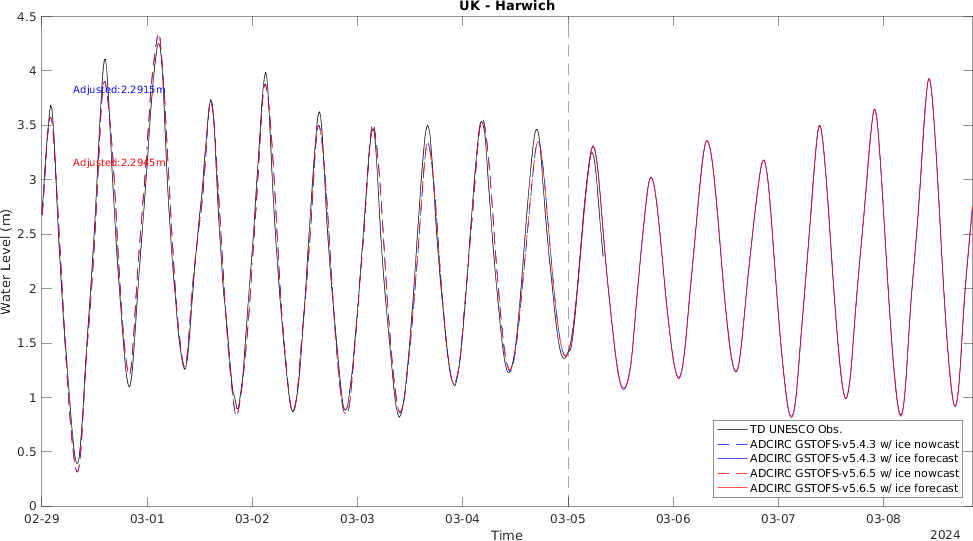 UK - Harwich
4.5
4
3.5
3
2.5
2
1.5
1
0.5
0
Water Level (m)
Adjusted:2.2915m
Adjusted:2.2945m
TD UNESCO Obs.
ADCIRC GSTOFS-v5.4.3 w/ ice nowcast
ADCIRC GSTOFS-v5.4.3 w/ ice forecast
ADCIRC GSTOFS-v5.6.5 w/ ice nowcast
ADCIRC GSTOFS-v5.6.5 w/ ice forecast
02-29 03-01 03-02 03-03 03-04 03-05 03-06 03-07 03-08
Time
2024